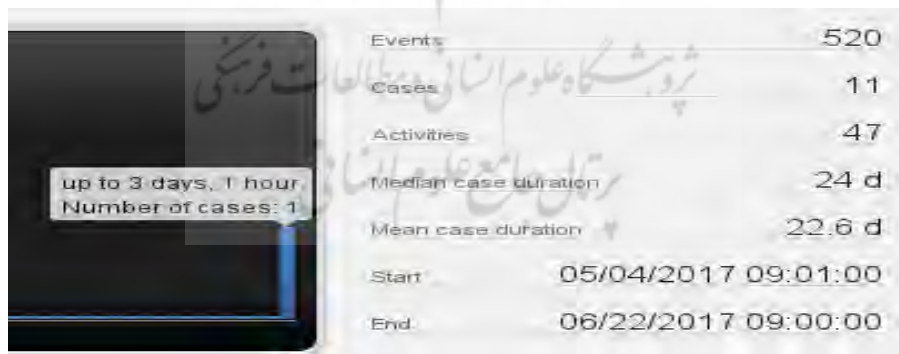 Events 520
Cases 11
Activities 47
Median case duration 24 d
Mean case duration 22.6 d
Start 05/04/2017 09:01:00
End 06/22/2017 09:00:00
up to 3 days, 1 hour
Number of cases: 1
پژوهشگاه علوم انسانی و مطالعات فرهنگی
پرتال جامع علوم انسانی